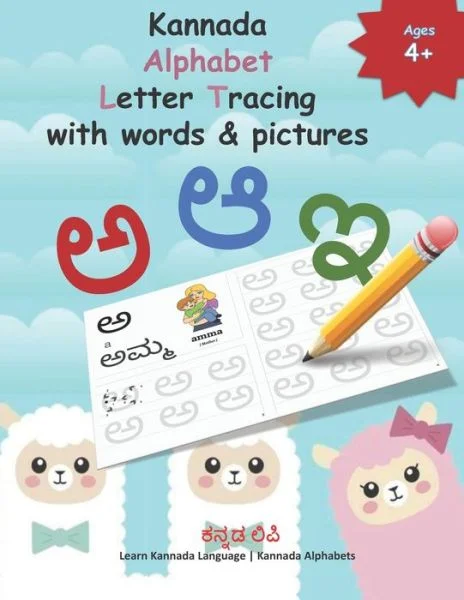 Kannada
Alphabet
Letter Tracing
with words & pictures
Ages
4+
ಅ ಆ ಇ
ಅ
a
ಅಮ್ಮ
amma
[ Mother ]
ಅ ಅ ಅ
ಅ ಅ ಅ
ಅ ಅ ಅ
ಅ ಅ ಅ
ಅ ಅ ಅ
ಅ ಅ ಅ
ಅ ಅ ಅ
ಕನ್ನಡ ಲಿಪಿ
Learn Kannada Language | Kannada Alphabets